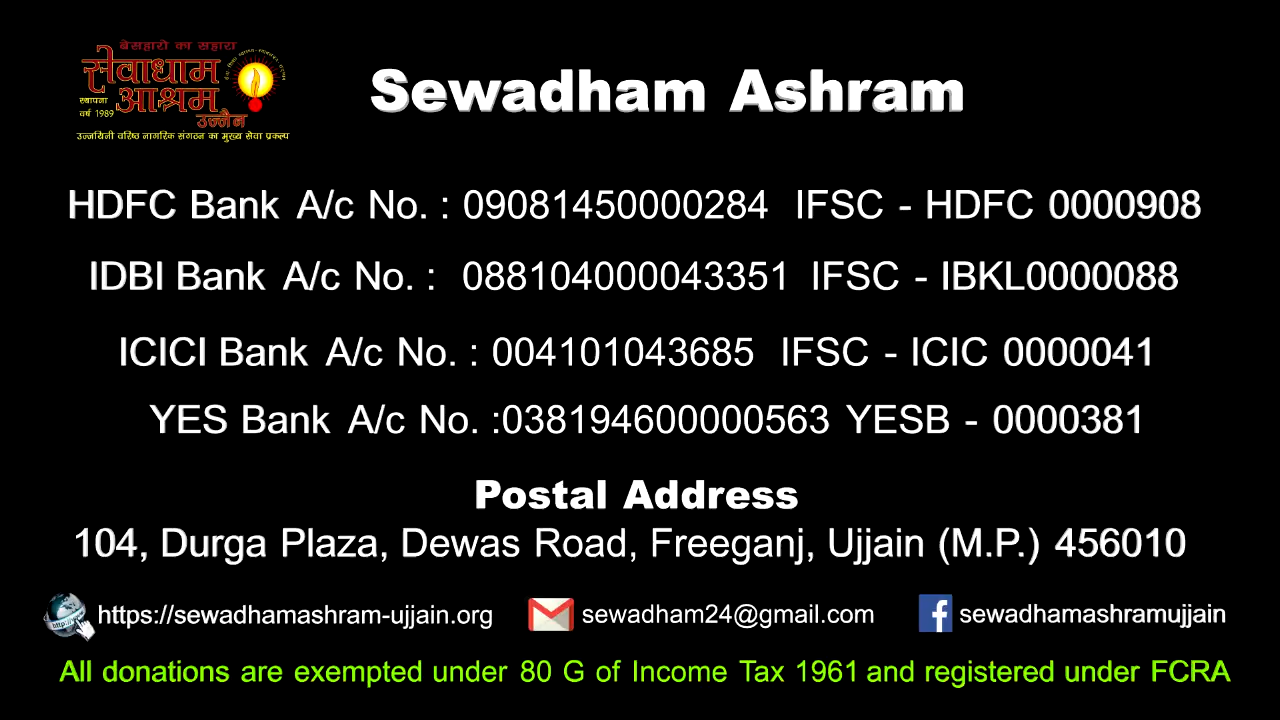 बेसहारो का सहारा
सेवाधाम
आश्रम
स्थापना
वर्ष 1989
उज्जैन
उज्जयिनी वरिष्ठ नागरिक संगठन का मुख्य सेवा प्रकल्प
Sewadham Ashram
HDFC Bank A/c No. : 09081450000284 IFSC - HDFC 0000908
IDBI Bank A/c No. : 088104000043351 IFSC - IBKL0000088
ICICI Bank A/c No. : 004101043685 IFSC - ICIC 0000041
YES Bank A/c No. :038194600000563 YESB - 0000381
Postal Address
104, Durga Plaza, Dewas Road, Freeganj, Ujjain (M.P.) 456010
http://
https://sewadhamashram-ujjain.org sewadham24@gmail.com sewadhamashramujjain
All donations are exempted under 80 G of Income Tax 1961 and registered under FCRA